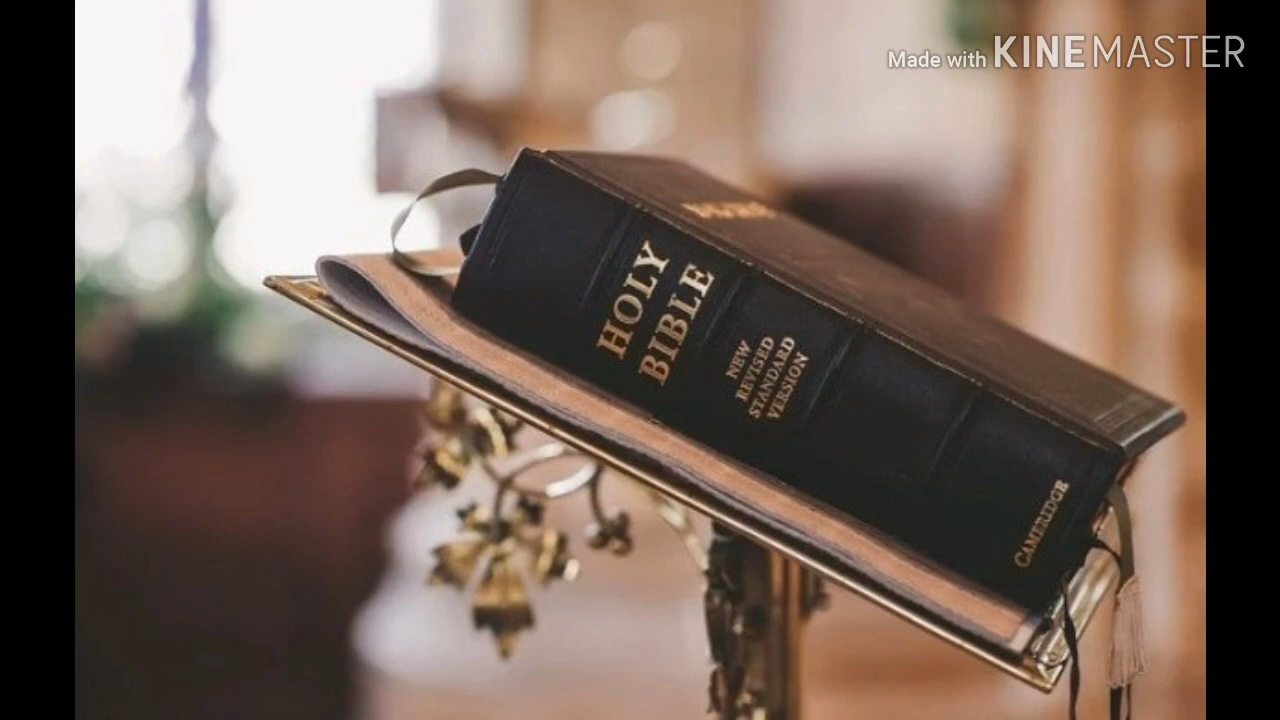 Made with KINEMASTER
HOLY
BIBLE
NEW
REVISED
STANDARD
VERSION
CAMBRIDGE